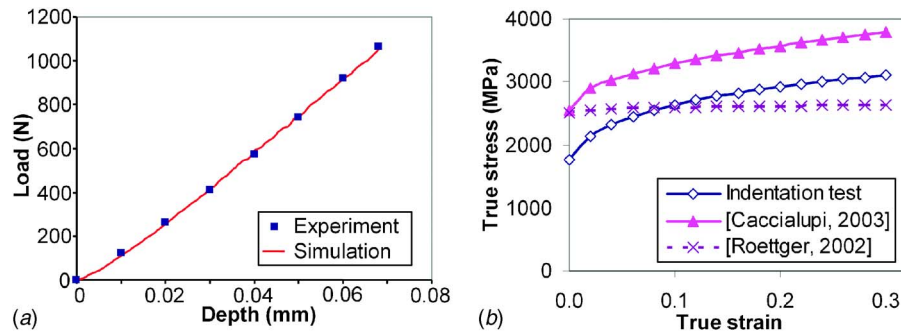 1200
1000
800
600
400
200
0
Load (N)
0
0.02
0.04
0.06
0.08
Depth (mm)
Experiment
Simulation
(a)
4000
3000
2000
1000
0
True stress (MPa)
0.0
0.1
0.2
0.3
True strain
Indentation test
[Caccialupi, 2003]
[Roettger, 2002]
(b)